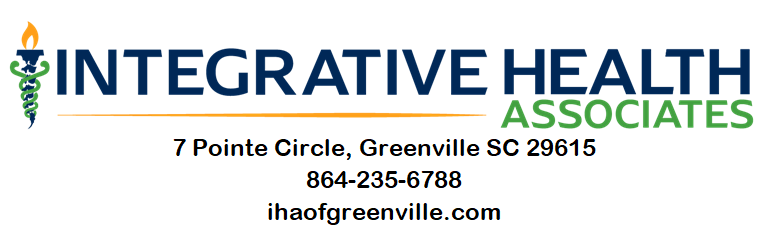 INTEGRATIVE HEALTH
ASSOCIATES
7 Pointe Circle, Greenville SC 29615
864-235-6788
ihaofgreenville.com